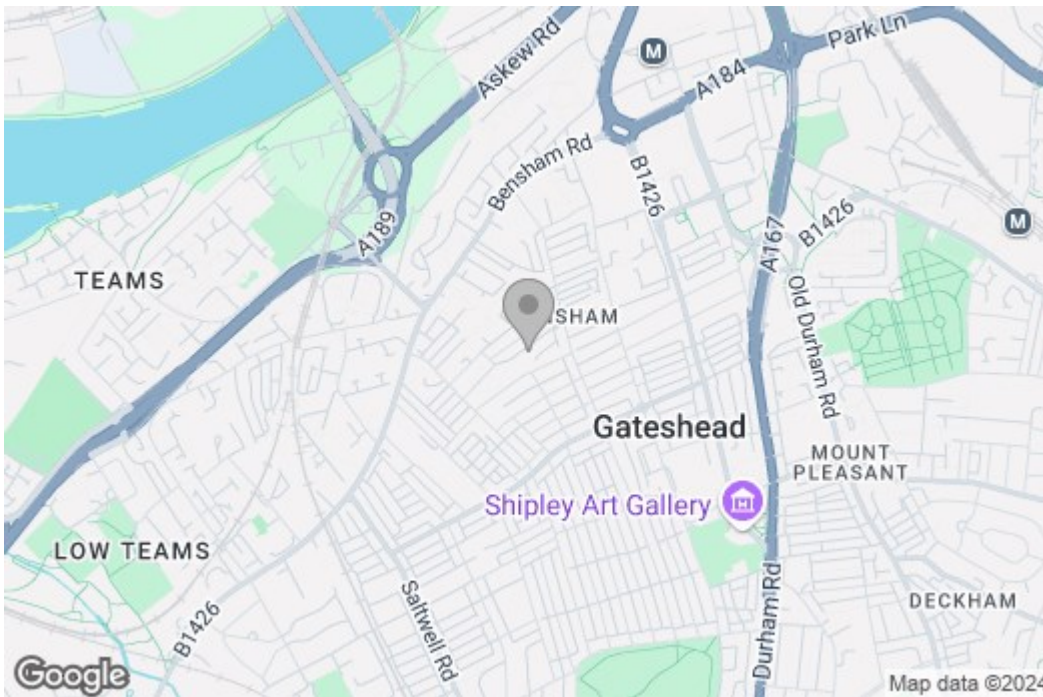 Park Ln
M
Askew Rd
A184
Bensham Rd
B1426
M
A189
A167
B1426
TEAMS
Old Durham Rd
SHAM
Gateshead
MOUNT
PLEASANT
Shipley Art Gallery
LOW TEAMS
Saltwell Rd
Durham Rd
DECKHAM
B1426
Google
Map data ©2024